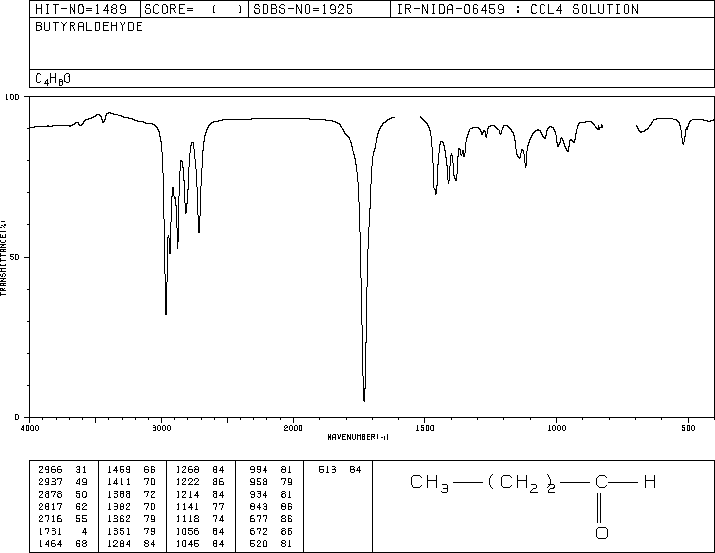 HIT-NO=1489 SCORE= ( ) SDBS-NO=1925 IR-NIDA-06459 : CCL4 SOLUTION
BUTYRALDEHYDE
C4H8O
100
50
0
TRANSMITTANCE(%)
4000 3000 2000 1500 1000 500
WAVENUMBER(-1)
2966 31 1459 66 1268 84 994 81 513 84
2937 49 1411 70 1222 86 958 79
2878 50 1388 72 1214 84 934 81
2817 62 1382 70 1141 77 843 86
2716 55 1362 79 1118 74 677 86
1731 4 1351 79 1056 84 672 86
1464 68 1284 84 1045 84 520 81
CH3 (CH2)2 C H
O